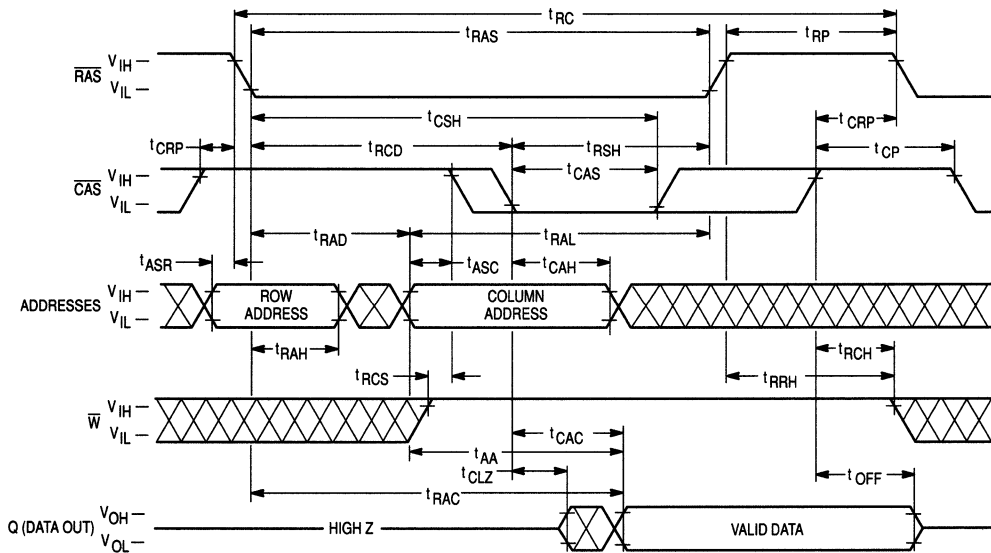 tRC
tRAS
tRP
RAS
VIH
VIL
tCSH
tCRP
tCRP
tRCD
tRSH
tCP
tCAS
CAS
VIH
VIL
tRAD
tRAL
tASR
tASC
tCAH
ADDRESSES
VIH
VIL
ROW
ADDRESS
COLUMN
ADDRESS
tRAH
tRCH
tRCS
tRRH
W
VIH
VIL
tCAC
tAA
tCLZ
tOFF
tRAC
Q (DATA OUT)
VOH
VOL
HIGH Z
VALID DATA